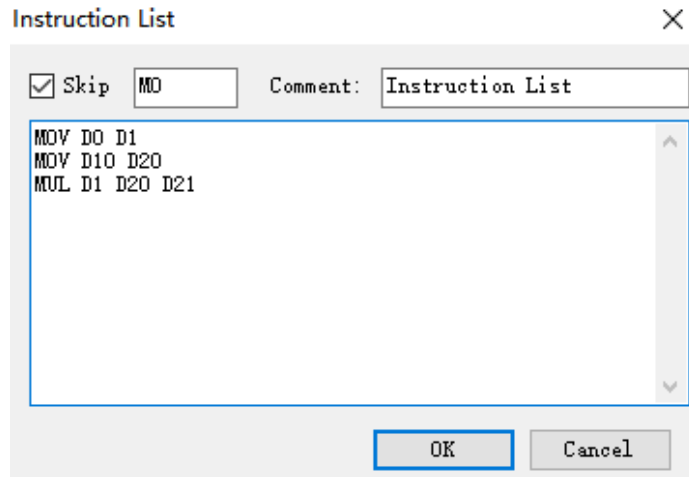 Instruction List
Skip M0 Comment: Instruction List
MOV D0 D1
MOV D10 D20
MUL D1 D20 D21
OK Cancel